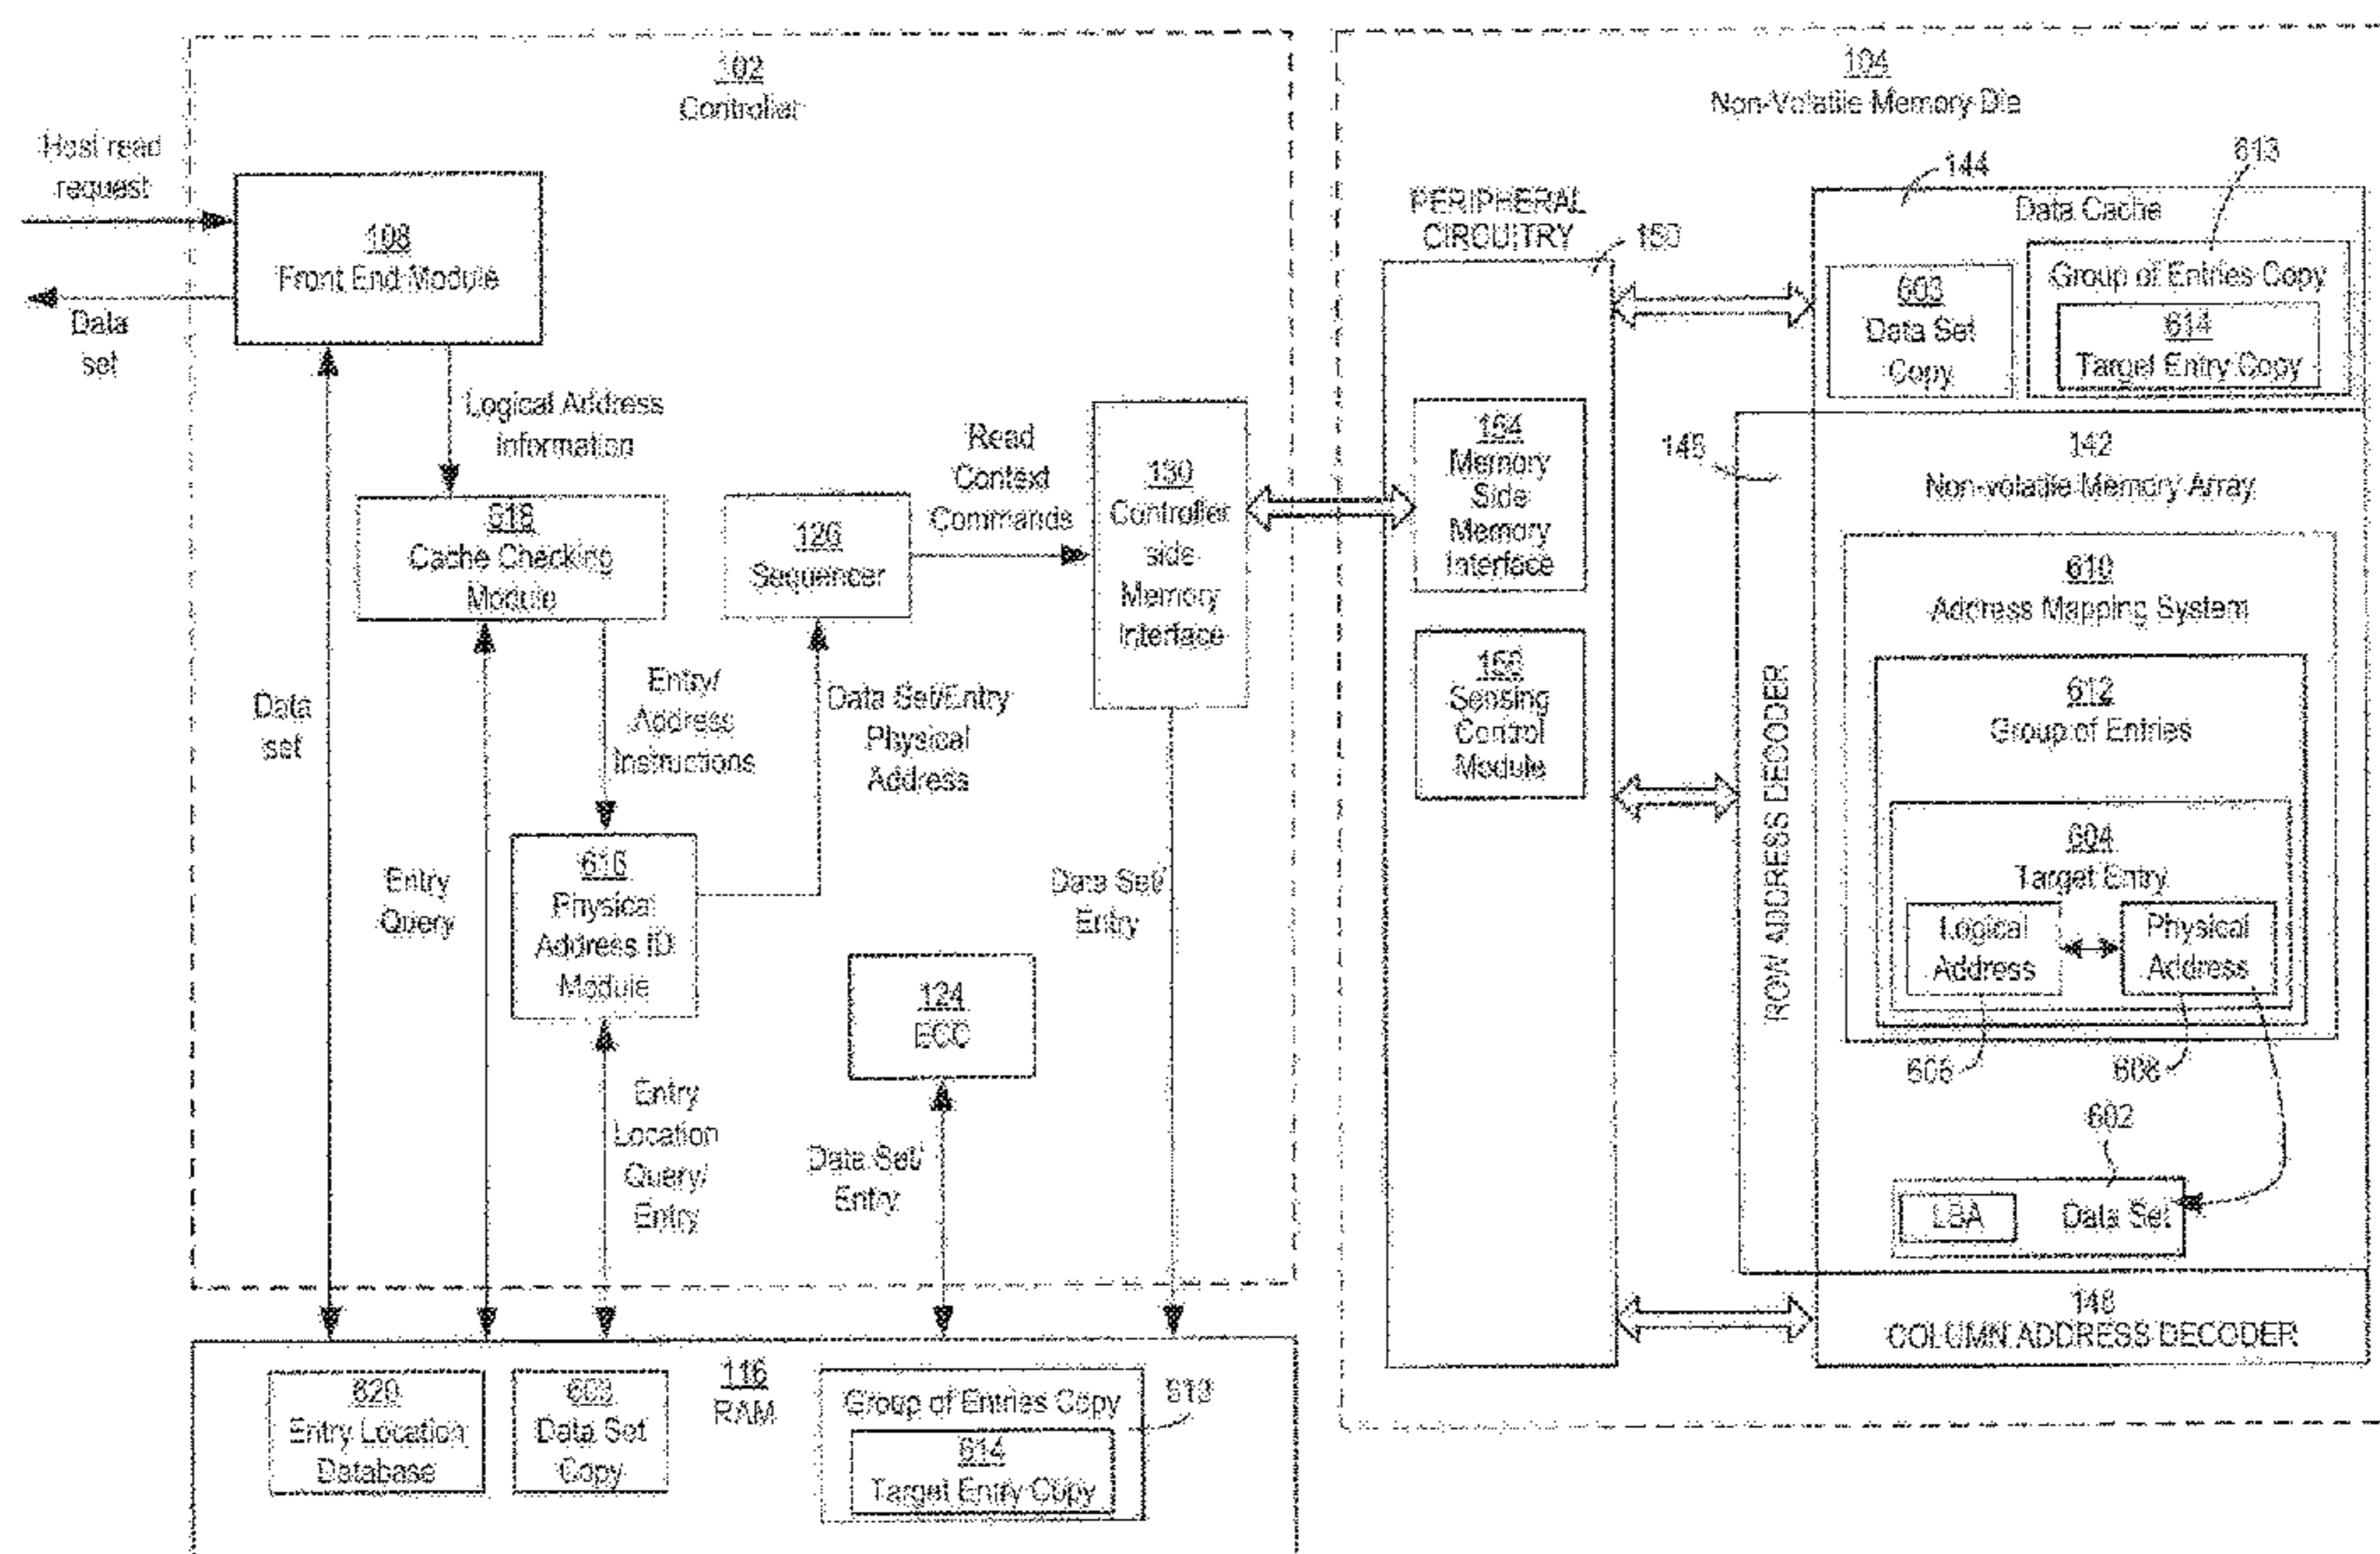 102
Controller
Host read
request
Data
set
108
Front End Module
Logical Address
Information
618
Cache Checking
Module
126
Sequencer
Read
Context
Commands
130
Controller
side
Memory
Interface
Data
set
Entry
Query
Entry/
Address
Instructions
Data Set/Entry
Physical
Address
616
Physical
Address ID
Module
Entry
Location
Query/
Entry
124
ECC
Data Set/
Entry
Data Set/
Entry
116
RAM
620
Entry Location
Database
603
Data Set
Copy
Group of Entries Copy
613
614
Target Entry Copy
104
Non-Volatile Memory Die
PERIPHERAL
CIRCUITRY
150
154
Memory
Side
Memory
Interface
Sensing
Control
Module
144
613
Data Cache
603
Data Set
Copy
Group of Entries Copy
614
Target Entry Copy
ROW ADDRESS DECODER
142
Non-volatile Memory Array
610
Address Mapping System
612
Group of Entries
604
Target Entry
Logical
Address
Physical
Address
606
608
602
LBA
Data Set
148
COLUMN ADDRESS DECODER